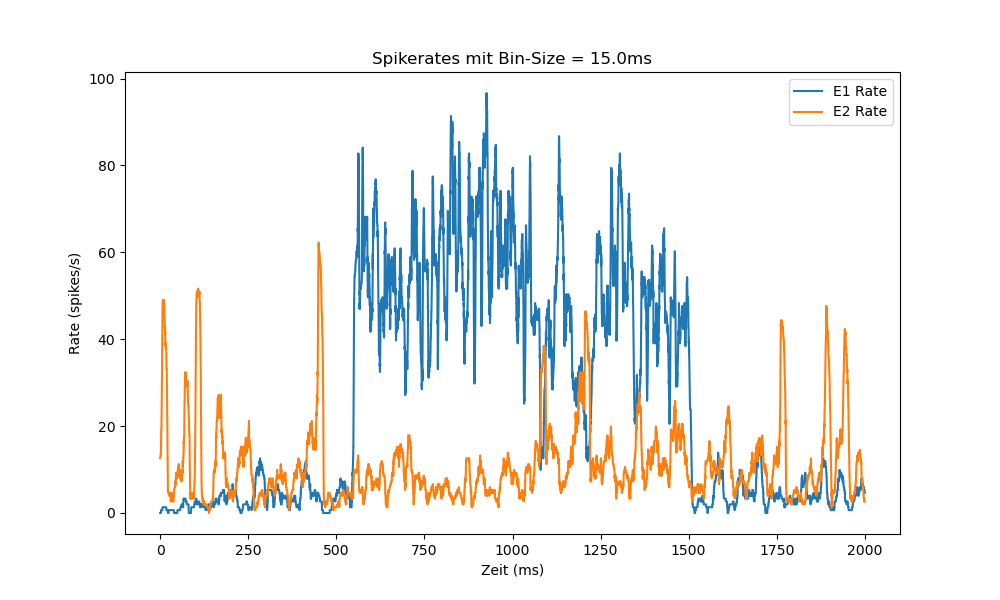 Spikerates mit Bin-Size = 15.0ms
E1 Rate
E2 Rate
Rate (spikes/s)
100
80
60
40
20
0
0 250 500 750 1000 1250 1500 1750 2000
Zeit (ms)